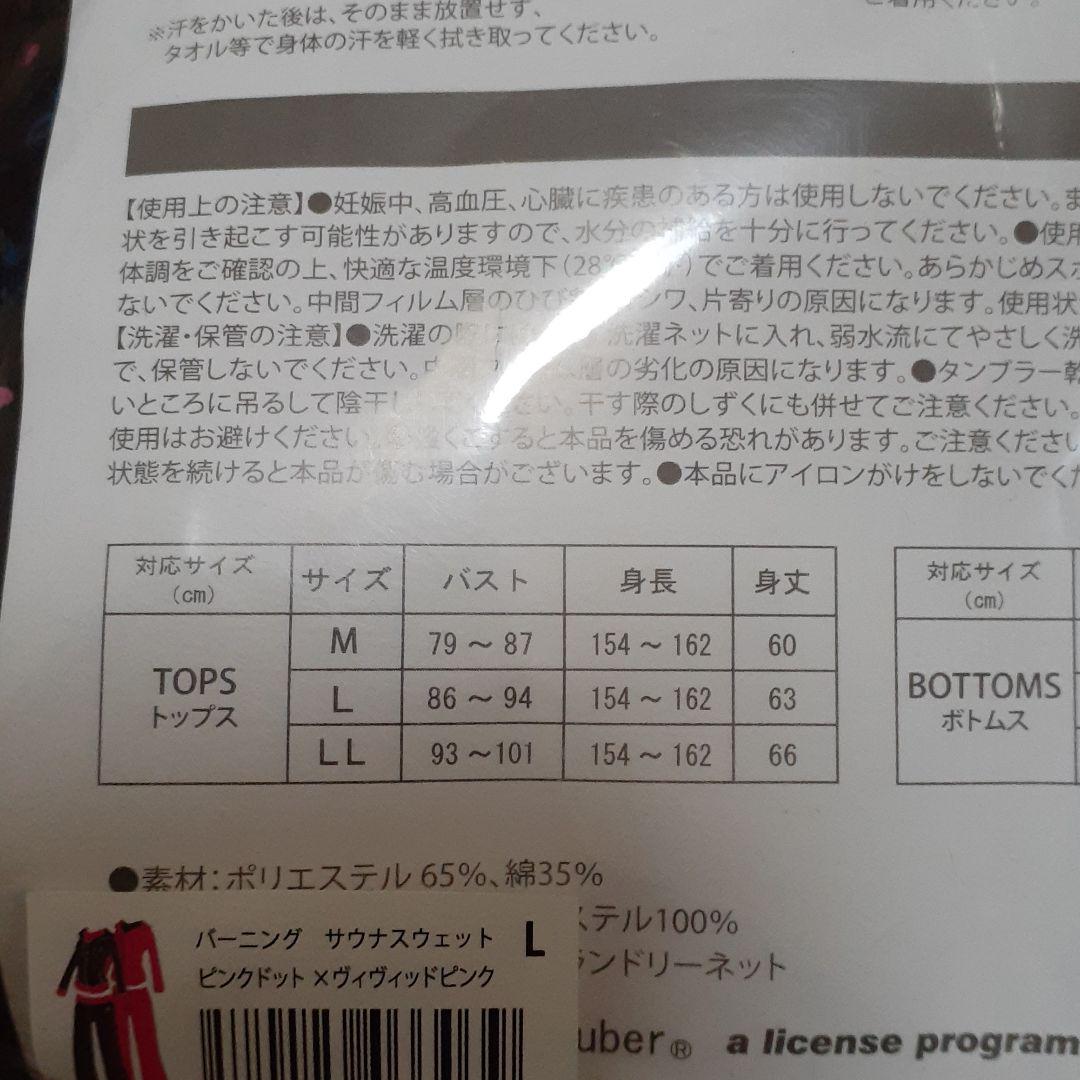 ※汗をかいた後は、そのまま放置せず、
タオル等で身体の汗を軽く拭き取ってください。
【使用上の注意】●妊娠中、高血圧、心臓に疾患のある方は使用しないでください。ま
状を引き起こす可能性がありますので、水分の補給を十分に行ってください。●使用
体調をご確認の上、快適な温度環境下(28℃ )でご着用ください。あらかじめスポ
ないでください。中間フィルム層のひび シワ、片寄りの原因になります。使用状
【洗濯・保管の注意】●洗濯の際は 洗濯ネットに入れ、弱水流にてやさしく洗
で、保管しないでください。 層の劣化の原因になります。●タンブラー乾
いところに吊るして陰干し ください。干す際のしずくにも併せてご注意ください。
使用はお避けください。 こすると本品を傷める恐れがあります。ご注意ください
状態を続けると本品が傷む場合がございます。●本品にアイロンがけをしないでくだ
対応サイズ (cm) サイズ バスト 身長 身丈
TOPS トップス
M 79 ～ 87 154 ～ 162 60
L 86 ～ 94 154 ～ 162 63
LL 93 ～101 154 ～ 162 66
対応サイズ (cm)
BOTTOMS
ボトムス
●素材：ポリエステル 65%、綿35%
ステル100%
ランドリーネット
バーニング サウナスウェット L
ピンクドット×ヴィヴィッドピンク
uber® a license program